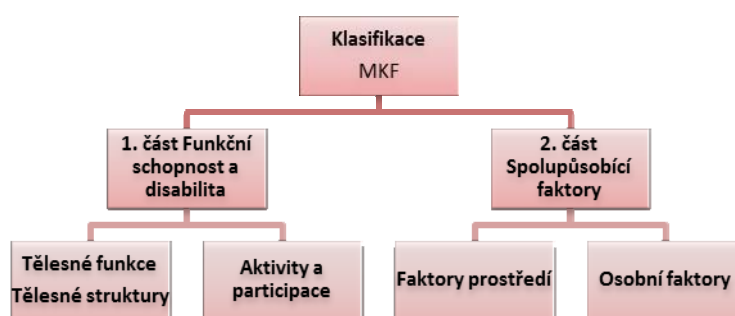 Klasifikace
MKF
1. část Funkční
schopnost a
disabilita
2. část
Spolupůsobící
faktory
Tělesné funkce
Tělesné struktury
Aktivity a
participace
Faktory prostředí
Osobní faktory